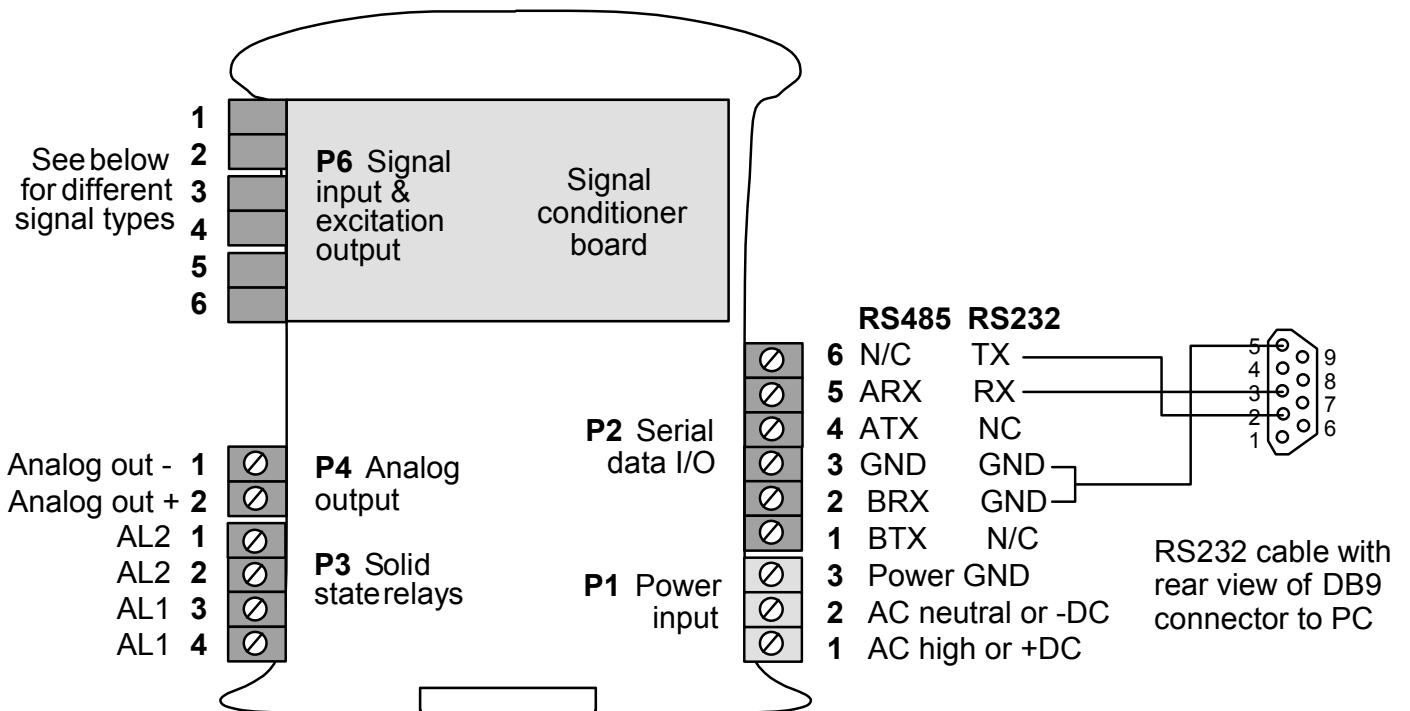 1
2
3
4
5
6
See below
for different
signal types
P6 Signal
input &
excitation
output
Signal
conditioner
board
Analog out - 1
Analog out + 2
AL2 1
AL2 2
AL1 3
AL1 4
P4 Analog
output
P3 Solid
state relays
P2 Serial
data I/O
P1 Power
input
RS485 RS232
6 N/C TX
5 ARX RX
4 ATX NC
3 GND GND
2 BRX GND
1 BTX N/C
3 Power GND
2 AC neutral or -DC
1 AC high or +DC
5
4
3
2
1
9
8
7
6
RS232 cable with
rear view of DB9
connector to PC